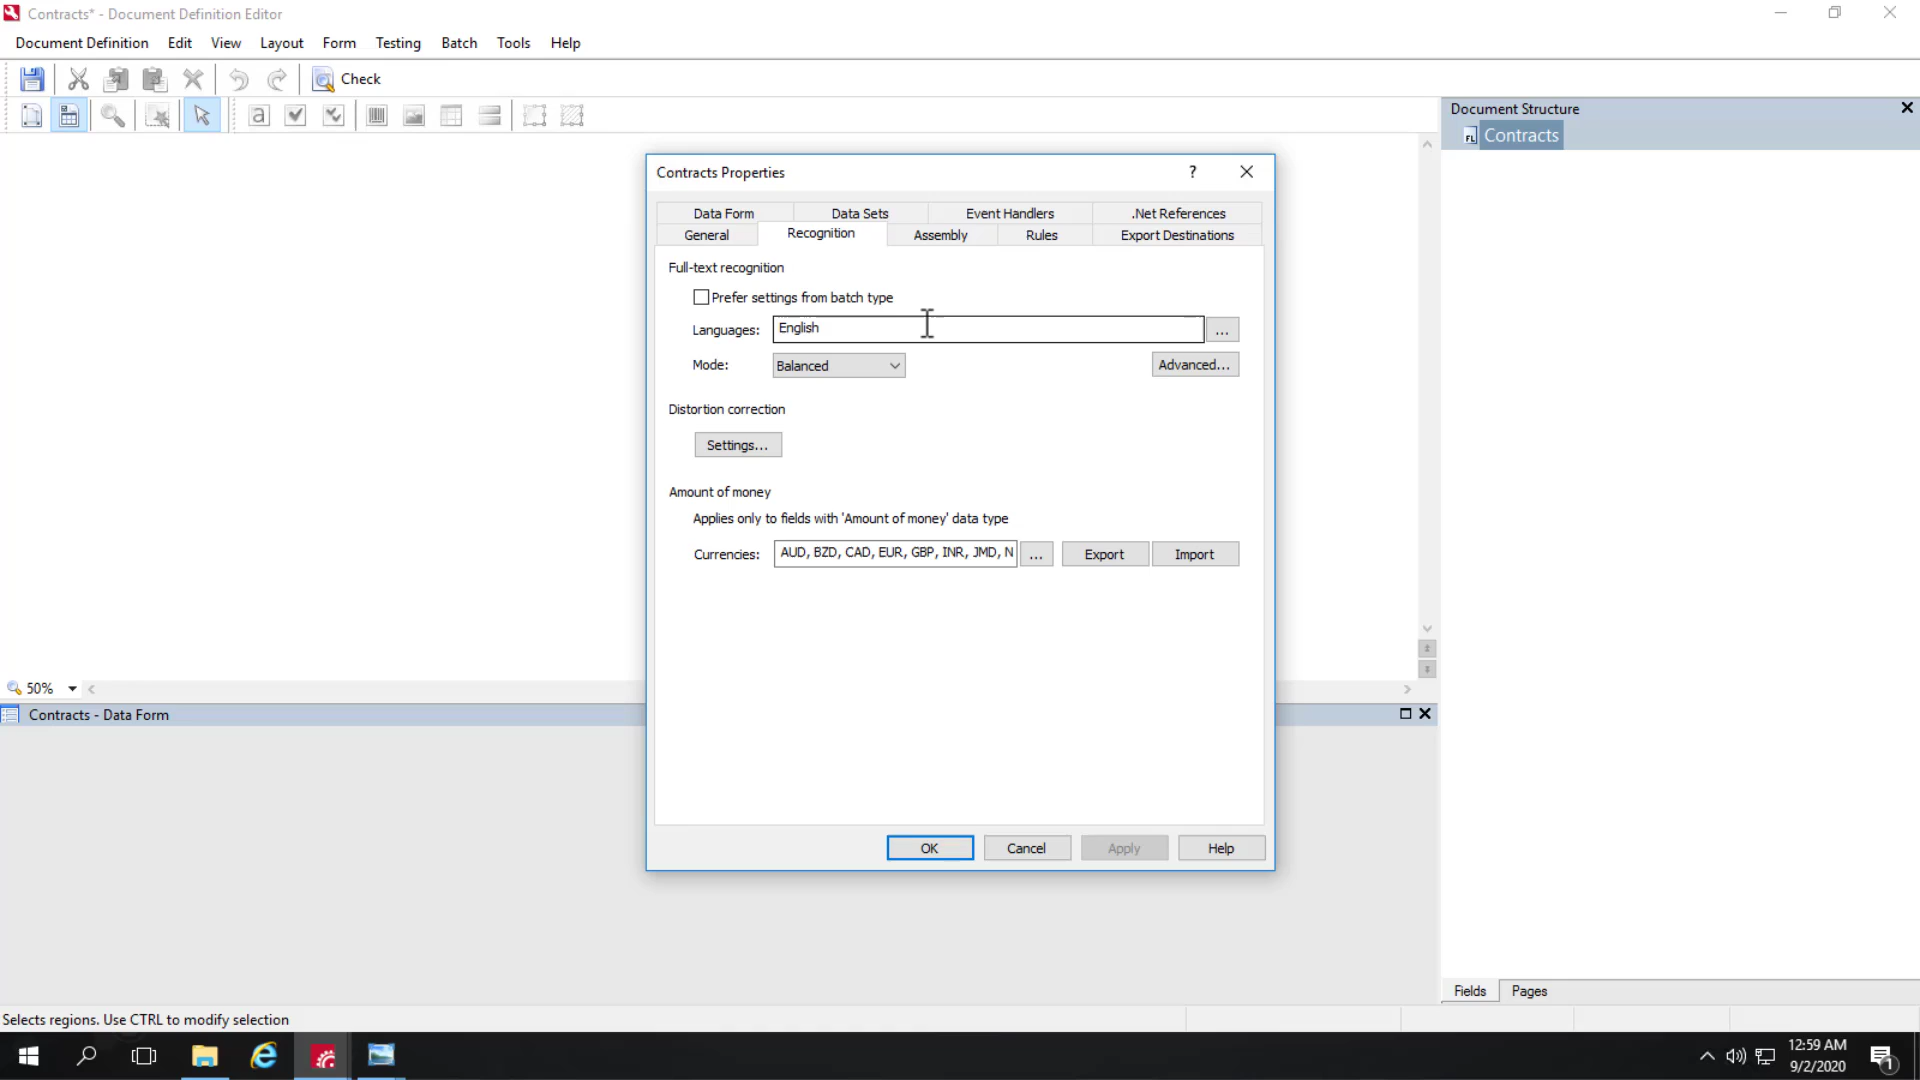 Contracts* - Document Definition Editor
Document Definition Edit View Layout Form Testing Batch Tools Help
Check
a
Document Structure
Contracts
Contracts Properties
Data Form Data Sets Event Handlers .Net References
General Recognition Assembly Rules Export Destinations
Full-text recognition
Prefer settings from batch type
Languages: English ...
Mode: Balanced Advanced...
Distortion correction
Settings...
Amount of money
Applies only to fields with 'Amount of money' data type
Currencies: AUD, BZD, CAD, EUR, GBP, INR, JMD, N ... Export Import
OK Cancel Apply Help
50%
Contracts - Data Form
Fields Pages
Selects regions. Use CTRL to modify selection
12:59 AM
9/2/2020
1